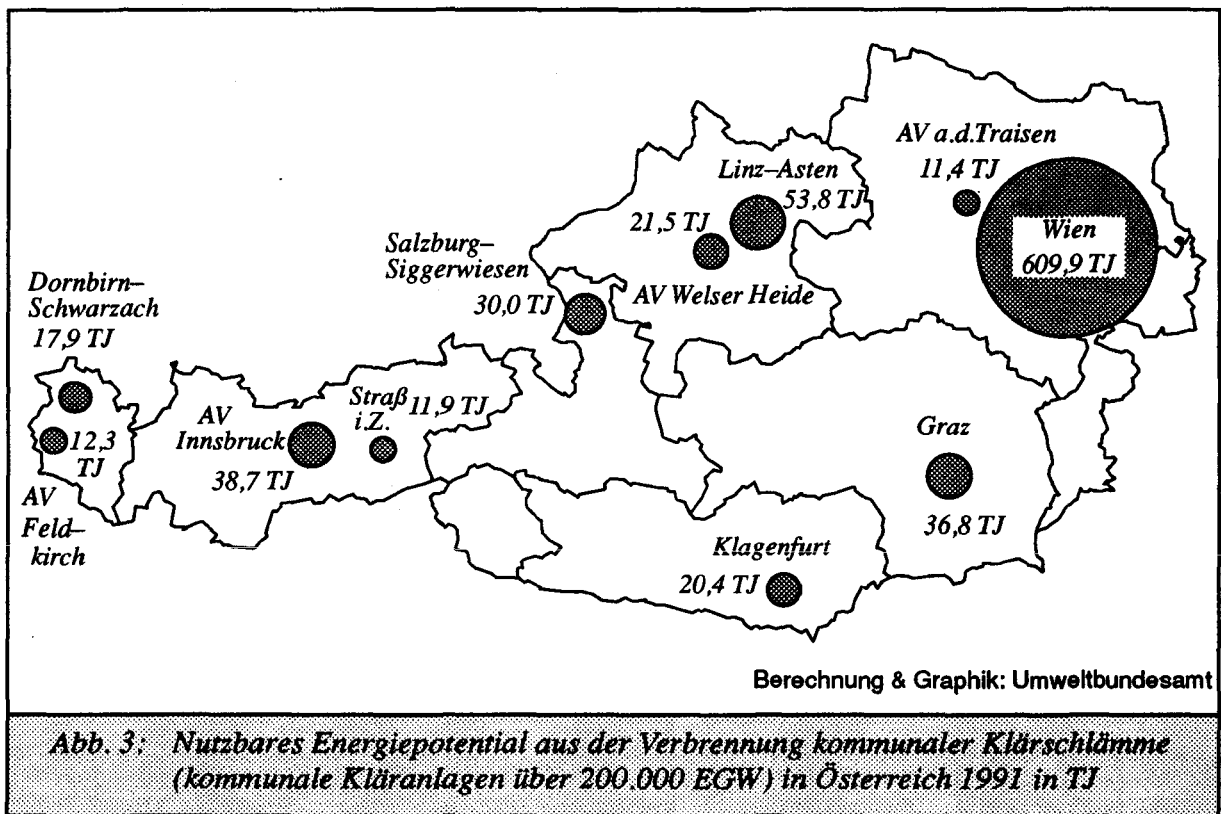 AV a.d.Traisen
11,4 TJ
Linz–Asten
53,8 TJ
21,5 TJ
AV Welser Heide
Wien
609,9 TJ
Salzburg–
Siggerwiesen
30,0 TJ
Dornbirn–
Schwarzach
17,9 TJ
12,3
TJ
AV
Feld–
kirch
AV
Innsbruck
38,7 TJ
Straß
i.Z.
11,9 TJ
Graz
36,8 TJ
Klagenfurt
20,4 TJ
Berechnung & Graphik: Umweltbundesamt
Abb. 3: Nutzbares Energiepotential aus der Verbrennung kommunaler Klärschlämme
(kommunale Kläranlagen über 200.000 EGW) in Österreich 1991 in TJ